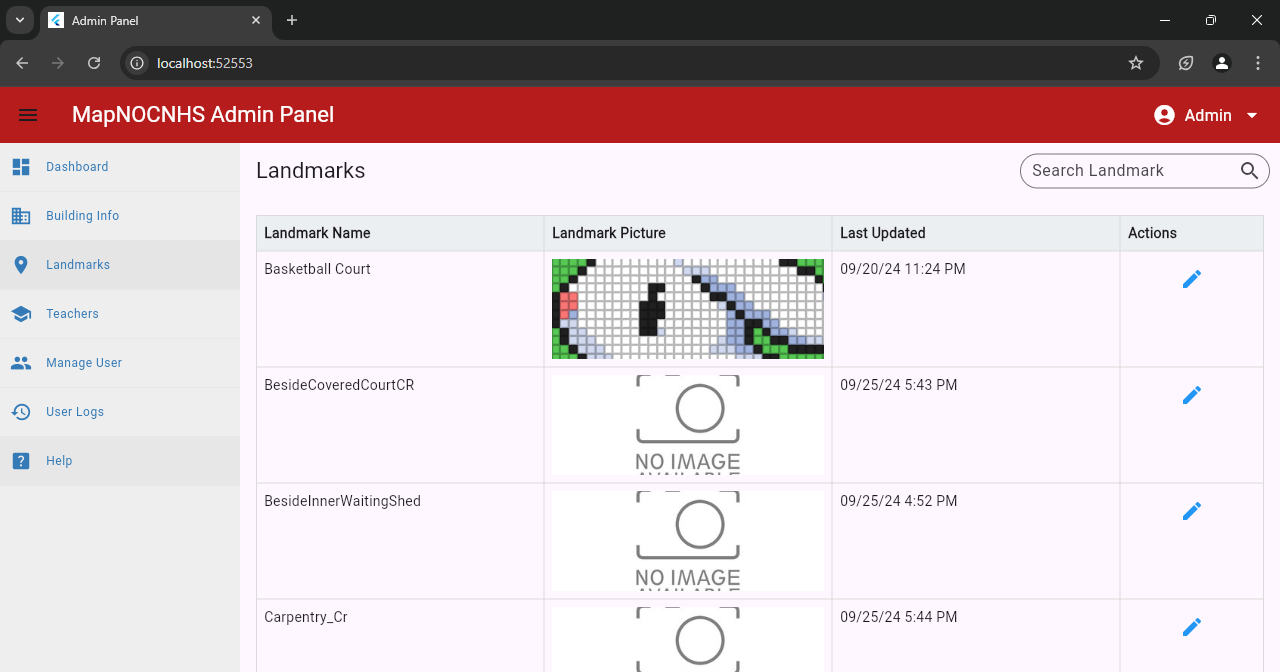 Admin Panel
localhost:52553
MapNOCNHS Admin Panel
Admin
Dashboard
Building Info
Landmarks
Teachers
Manage User
User Logs
Help
Landmarks
Search Landmark
Landmark Name Landmark Picture Last Updated Actions
Basketball Court 09/20/24 11:24 PM
BesideCoveredCourtCR 09/25/24 5:43 PM
NO IMAGE
AVAILABLE
BesideInnerWaitingShed 09/25/24 4:52 PM
NO IMAGE
AVAILABLE
Carpentry_Cr 09/25/24 5:44 PM